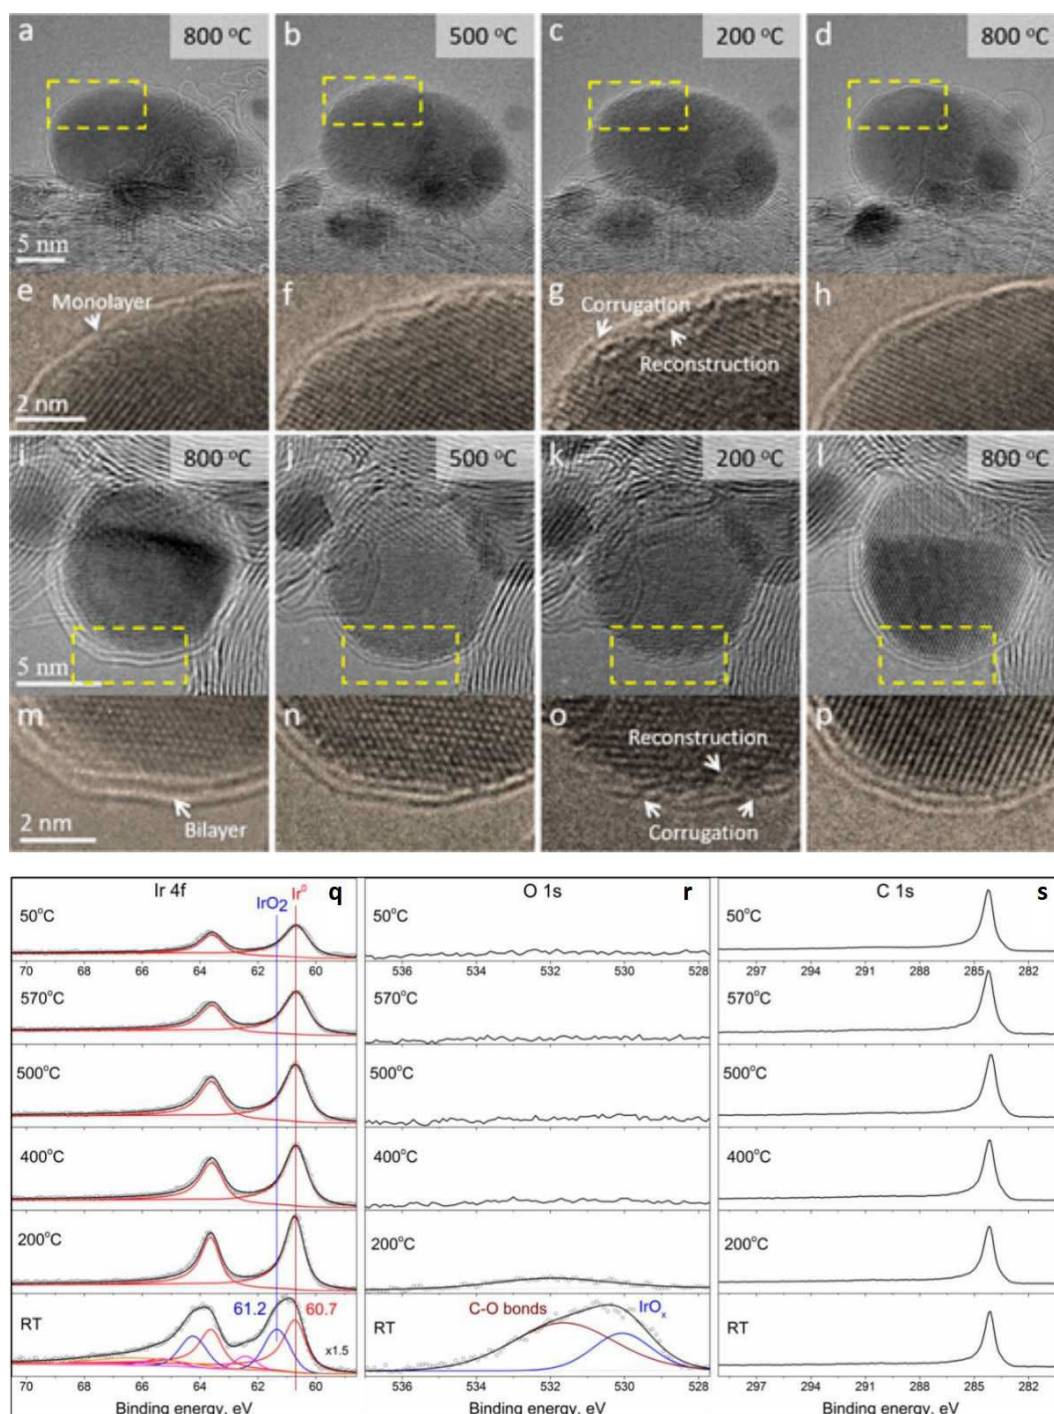 a 800 °C b 500 °C c 200 °C d 800 °C
5 nm
e Monolayer f g Corrugation h
Reconstruction
2 nm
i 800 °C j 500 °C k 200 °C l 800 °C
5 nm
m n o p
Reconstruction
Bilayer Corrugation
2 nm
Ir 4f Ir⁰ q O 1s r C 1s s
IrO2
50°C 50°C 50°C
70 68 66 64 62 60 536 534 532 530 528 297 294 291 288 284 282
570°C 570°C 570°C
500°C 500°C 500°C
400°C 400°C 400°C
200°C 200°C 200°C
61.2 60.7 C-O bonds IrOx
RT x1.5 RT RT
70 68 66 64 62 60 536 534 532 530 528 297 294 291 288 284 282
Binding energy, eV Binding energy, eV Binding energy, eV